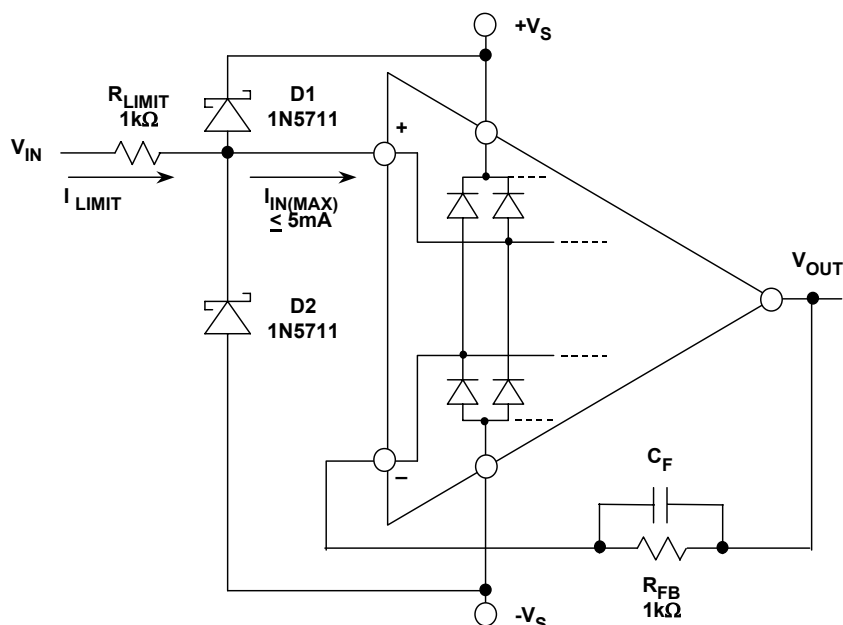 +VS
RLIMIT
1kΩ
D1
1N5711
VIN
+
ILIMIT
IIN(MAX)
≤ 5mA
VOUT
D2
1N5711
–
CF
RFB
1kΩ
-VS